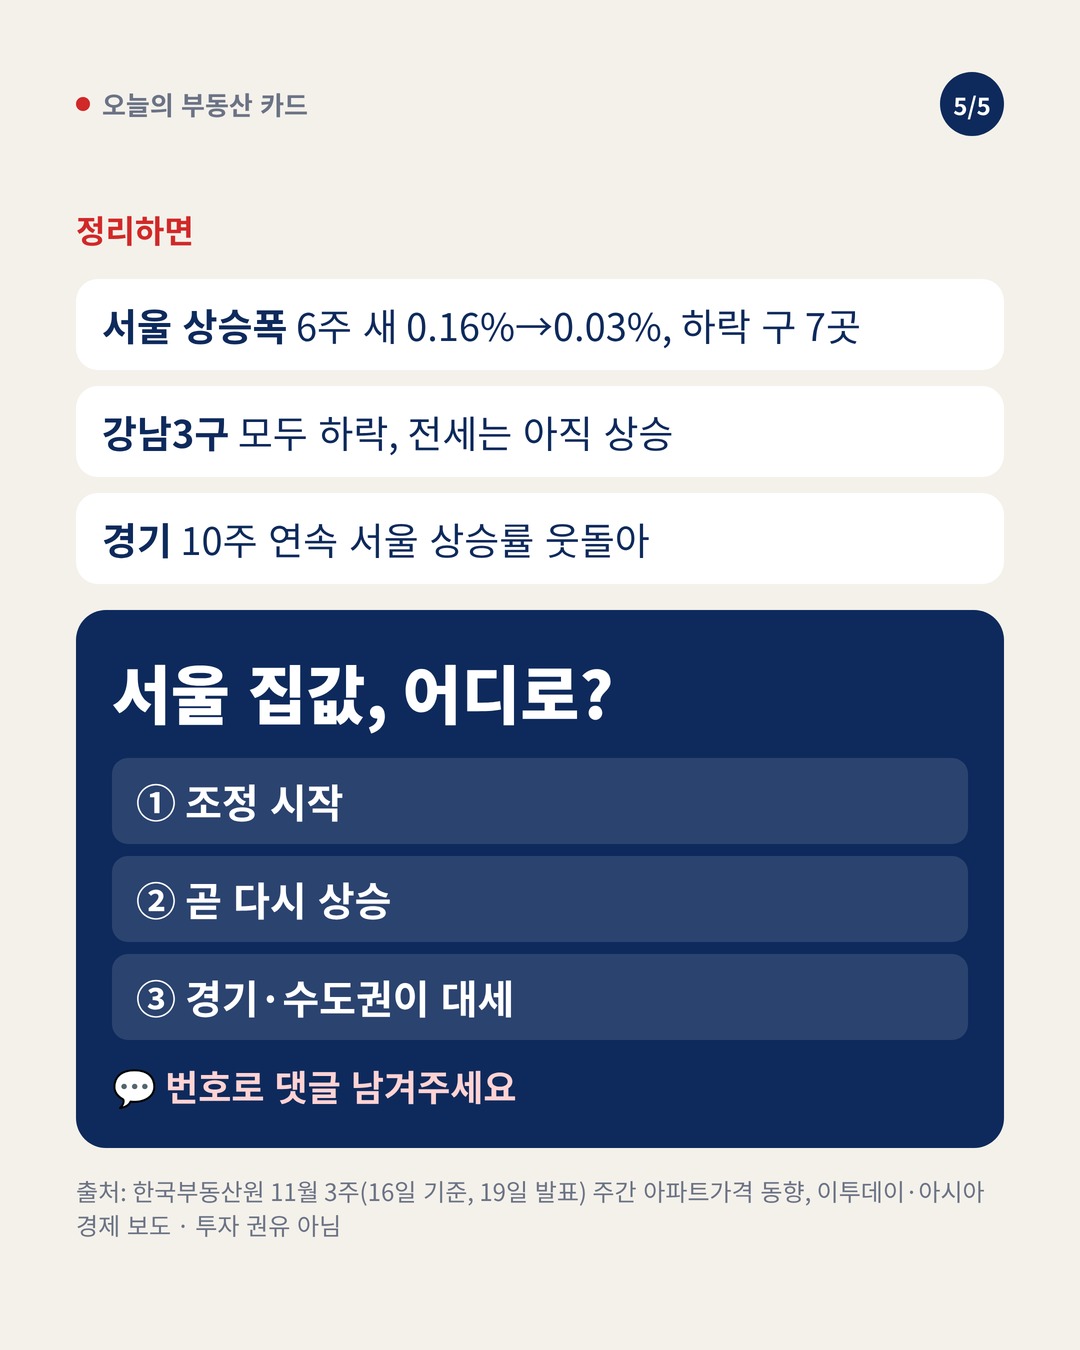 오늘의 부동산 카드
5/5
정리하면
서울 상승폭 6주 새 0.16%→0.03%, 하락 구 7곳
강남3구 모두 하락, 전세는 아직 상승
경기 10주 연속 서울 상승률 웃돌아
서울 집값, 어디로?
① 조정 시작
② 곧 다시 상승
③ 경기·수도권이 대세
💬 번호로 댓글 남겨주세요
출처: 한국부동산원 11월 3주(16일 기준, 19일 발표) 주간 아파트가격 동향, 이투데이·아시아
경제 보도 · 투자 권유 아님